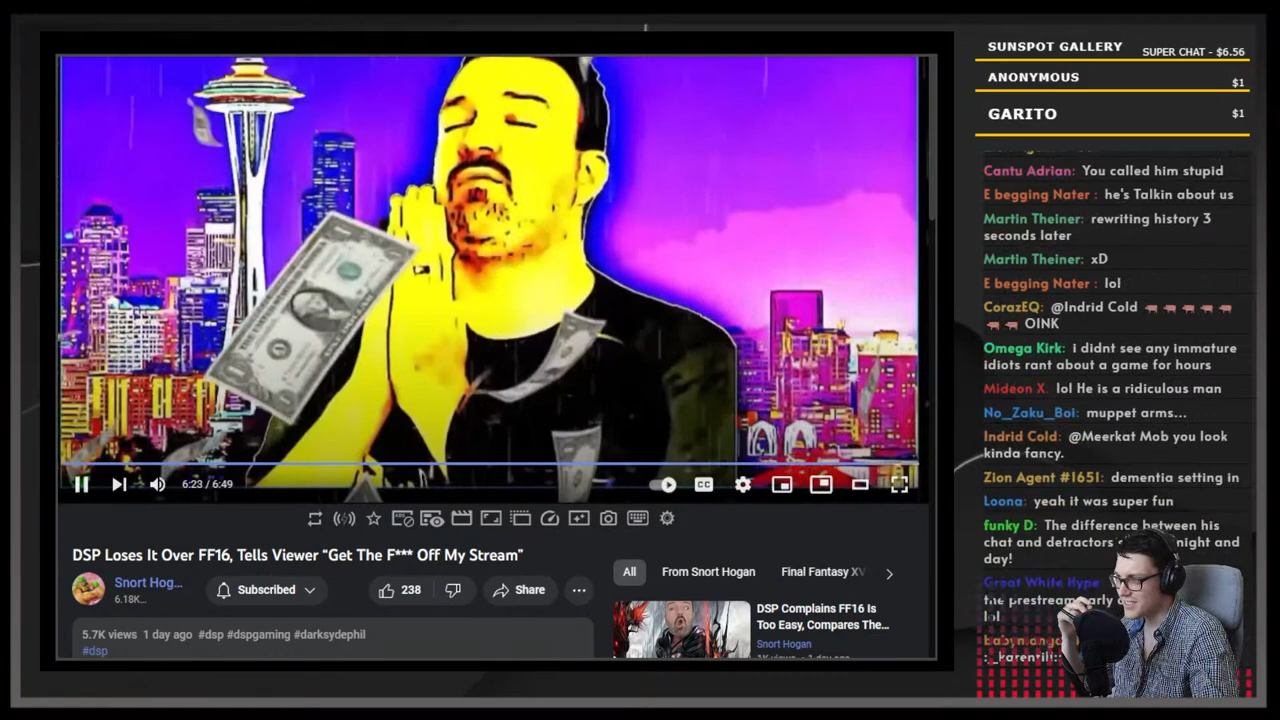 SUNSPOT GALLERY SUPER CHAT - $6.56
ANONYMOUS $1
GARITO $1
Cantu Adrian: You called him stupid
E begging Nater : he's Talkin about us
Martin Theiner: rewriting history 3
seconds later
Martin Theiner: xD
E begging Nater : lol
CorazEQ: @Indrid Cold
OINK
Omega Kirk: i didnt see any immature
idiots rant about a game for hours
Mideon X: lol He is a ridiculous man
No_Zaku_Boi: muppet arms...
Indrid Cold: @Meerkat Mob you look
kinda fancy.
Zion Agent #1651: dementia setting in
Loona: yeah it was super fun
funky D: The difference between his
chat and detractors night and
day!
Great White Hype
the prestream early
lol
6:23 / 6:49
CC
DSP Loses It Over FF16, Tells Viewer “Get The F*** Off My Stream”
Snort Hog...
6.18K...
Subscribed
238
Share
5.7K views 1 day ago #dsp #dspgaming #darksydephil
#dsp
All From Snort Hogan Final Fantasy XV
DSP Complains FF16 Is
Too Easy, Compares The...
Snort Hogan